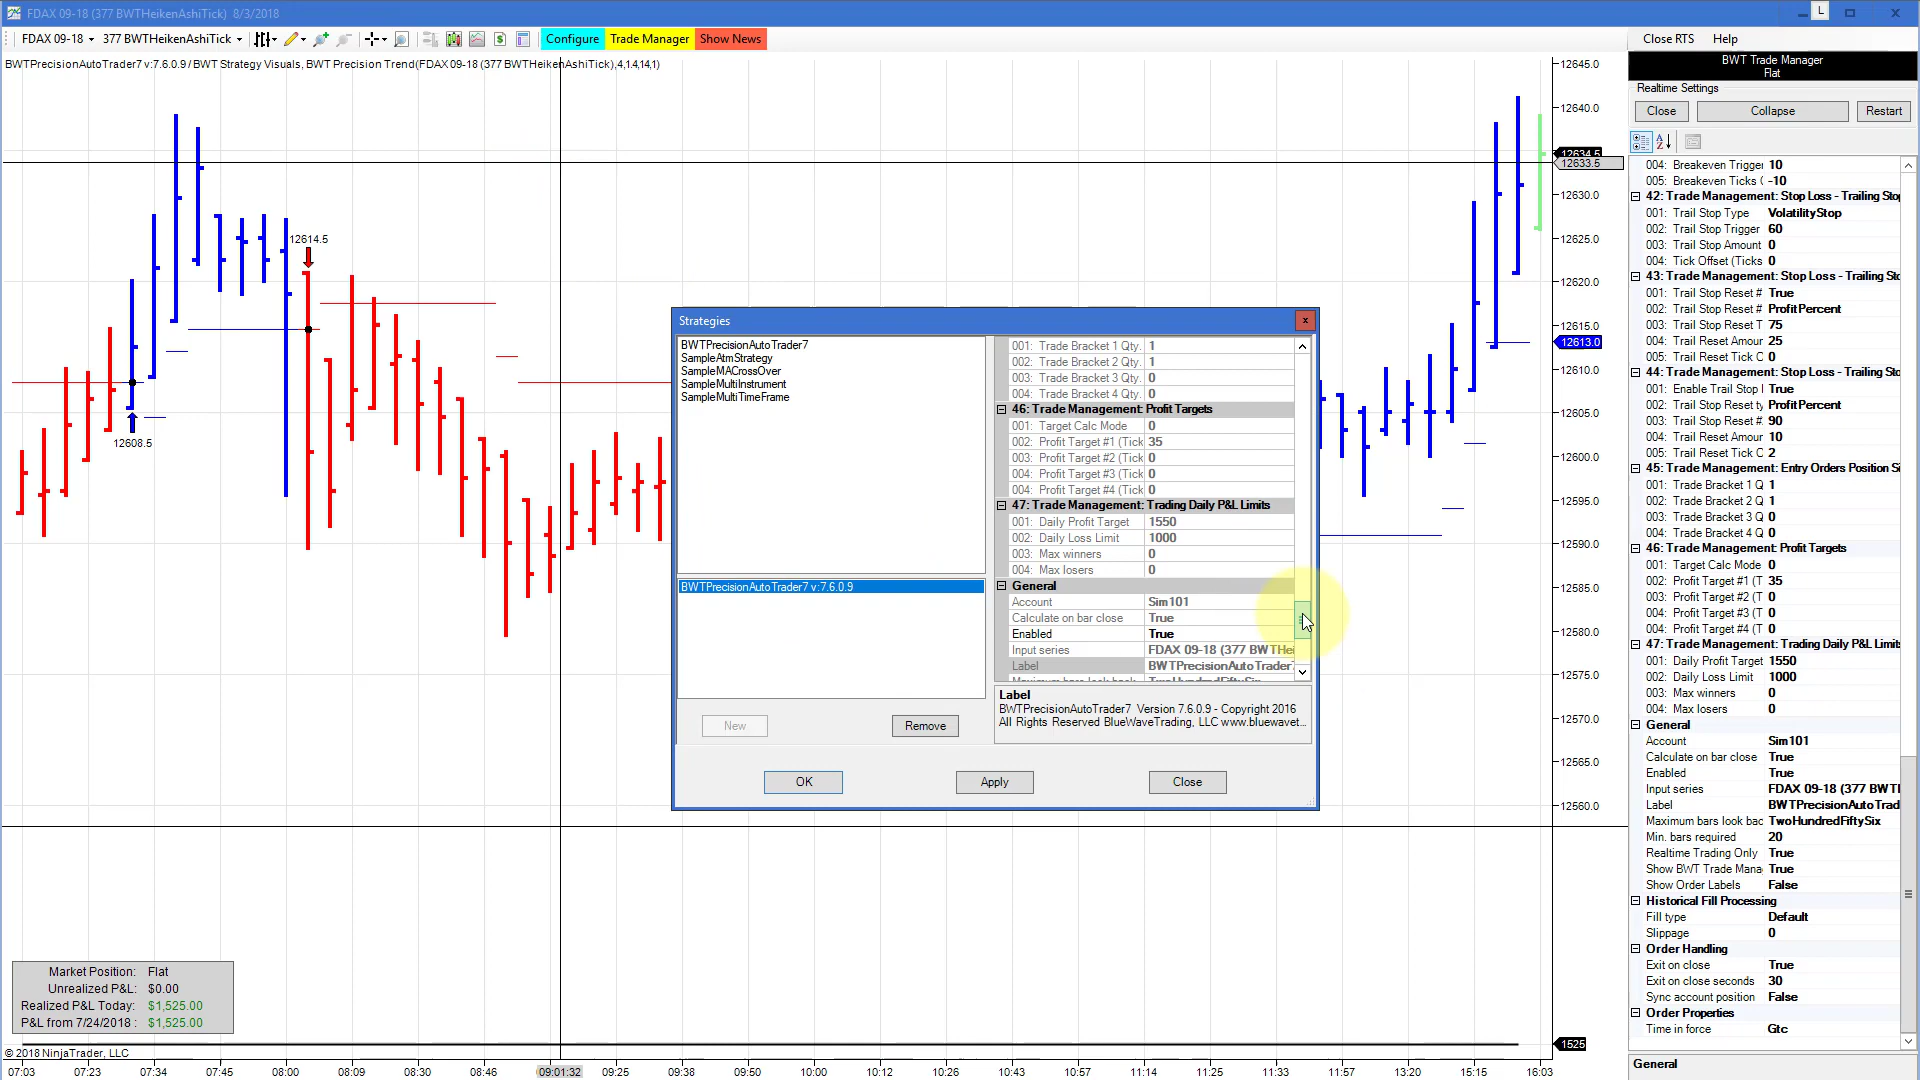 FDAX 09-18 (377 BWTHeikenAshiTick) 8/3/2018
L
FDAX 09-18 377 BWTHeikenAshiTick Configure Trade Manager Show News
Close RTS Help
BWTPrecisionAutoTrader7 v:7.6.0.9 / BWT Strategy Visuals, BWT Precision Trend(FDAX 09-18 (377 BWTHeikenAshiTick),4,1.4,14,1)
12614.5
12608.5
12645.0
12640.0
12634.5
12633.5
12630.0
12625.0
12620.0
12615.0
12613.0
12610.0
12605.0
12600.0
12595.0
12590.0
12585.0
12580.0
12575.0
12570.0
12565.0
12560.0
1525
Strategies
BWTPrecisionAutoTrader7
SampleAtmStrategy
SampleMACrossOver
SampleMultiInstrument
SampleMultiTimeFrame
BWTPrecisionAutoTrader7 v:7.6.0.9
New Remove
001: Trade Bracket 1 Qty. 1
002: Trade Bracket 2 Qty. 1
003: Trade Bracket 3 Qty. 0
004: Trade Bracket 4 Qty. 0
46: Trade Management: Profit Targets
001: Target Calc Mode 0
002: Profit Target #1 (Tick 35
003: Profit Target #2 (Tick 0
004: Profit Target #3 (Tick 0
004: Profit Target #4 (Tick 0
47: Trade Management: Trading Daily P&L Limits
001: Daily Profit Target 1550
002: Daily Loss Limit 1000
003: Max winners 0
004: Max losers 0
General
Account Sim101
Calculate on bar close True
Enabled True
Input series FDAX 09-18 (377 BWTHei
Label BWTPrecisionAutoTrader
Maximum bars look back TwoHundredFiftySix
Label
BWTPrecisionAutoTrader7 Version 7.6.0.9 - Copyright 2016
All Rights Reserved BlueWaveTrading, LLC www.bluewavet...
OK Apply Close
BWT Trade Manager
Flat
Realtime Settings
Close Collapse Restart
004: Breakeven Trigger 10
005: Breakeven Ticks ( -10
42: Trade Management: Stop Loss - Trailing Stop
001: Trail Stop Type VolatilityStop
002: Trail Stop Trigger 60
003: Trail Stop Amount 0
004: Tick Offset (Ticks 0
43: Trade Management: Stop Loss - Trailing Sto
001: Trail Stop Reset # True
002: Trail Stop Reset # ProfitPercent
003: Trail Stop Reset T 75
004: Trail Reset Amour 25
005: Trail Reset Tick C 0
44: Trade Management: Stop Loss - Trailing Sto
001: Enable Trail Stop I True
002: Trail Stop Reset ty ProfitPercent
003: Trail Stop Reset #. 90
004: Trail Reset Amour 10
005: Trail Reset Tick C 2
45: Trade Management: Entry Orders Position Si
001: Trade Bracket 1 Q 1
002: Trade Bracket 2 Q 1
003: Trade Bracket 3 Q 0
004: Trade Bracket 4 Q 0
46: Trade Management: Profit Targets
001: Target Calc Mode 0
002: Profit Target #1 (T 35
003: Profit Target #2 (T 0
004: Profit Target #3 (T 0
004: Profit Target #4 (T 0
47: Trade Management: Trading Daily P&L Limits
001: Daily Profit Target 1550
002: Daily Loss Limit 1000
003: Max winners 0
004: Max losers 0
General
Account Sim101
Calculate on bar close True
Enabled True
Input series FDAX 09-18 (377 BWTI
Label BWTPrecisionAutoTrad
Maximum bars look bac TwoHundredFiftySix
Min. bars required 20
Realtime Trading Only True
Show BWT Trade Mana True
Show Order Labels False
Historical Fill Processing
Fill type Default
Slippage 0
Order Handling
Exit on close True
Exit on close seconds 30
Sync account position False
Order Properties
Time in force Gtc
General
Market Position: Flat
Unrealized P&L: $0.00
Realized P&L Today: $1,525.00
P&L from 7/24/2018 : $1,525.00
© 2018 NinjaTrader, LLC
07:03 07:23 07:34 07:45 08:00 08:09 08:30 08:46 09:01:32 09:25 09:38 09:50 10:00 10:12 10:26 10:43 10:57 11:14 11:25 11:33 11:57 13:20 15:15 16:03